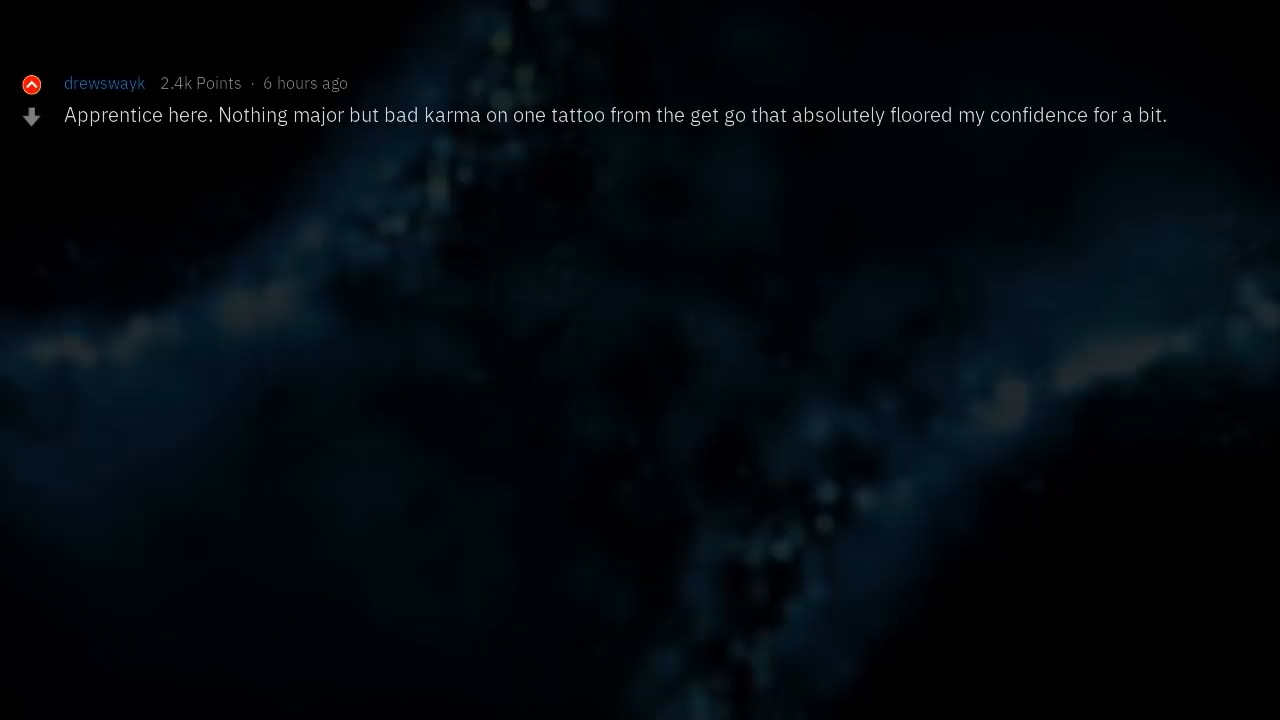 drewswayk 2.4k Points · 6 hours ago
Apprentice here. Nothing major but bad karma on one tattoo from the get go that absolutely floored my confidence for a bit.